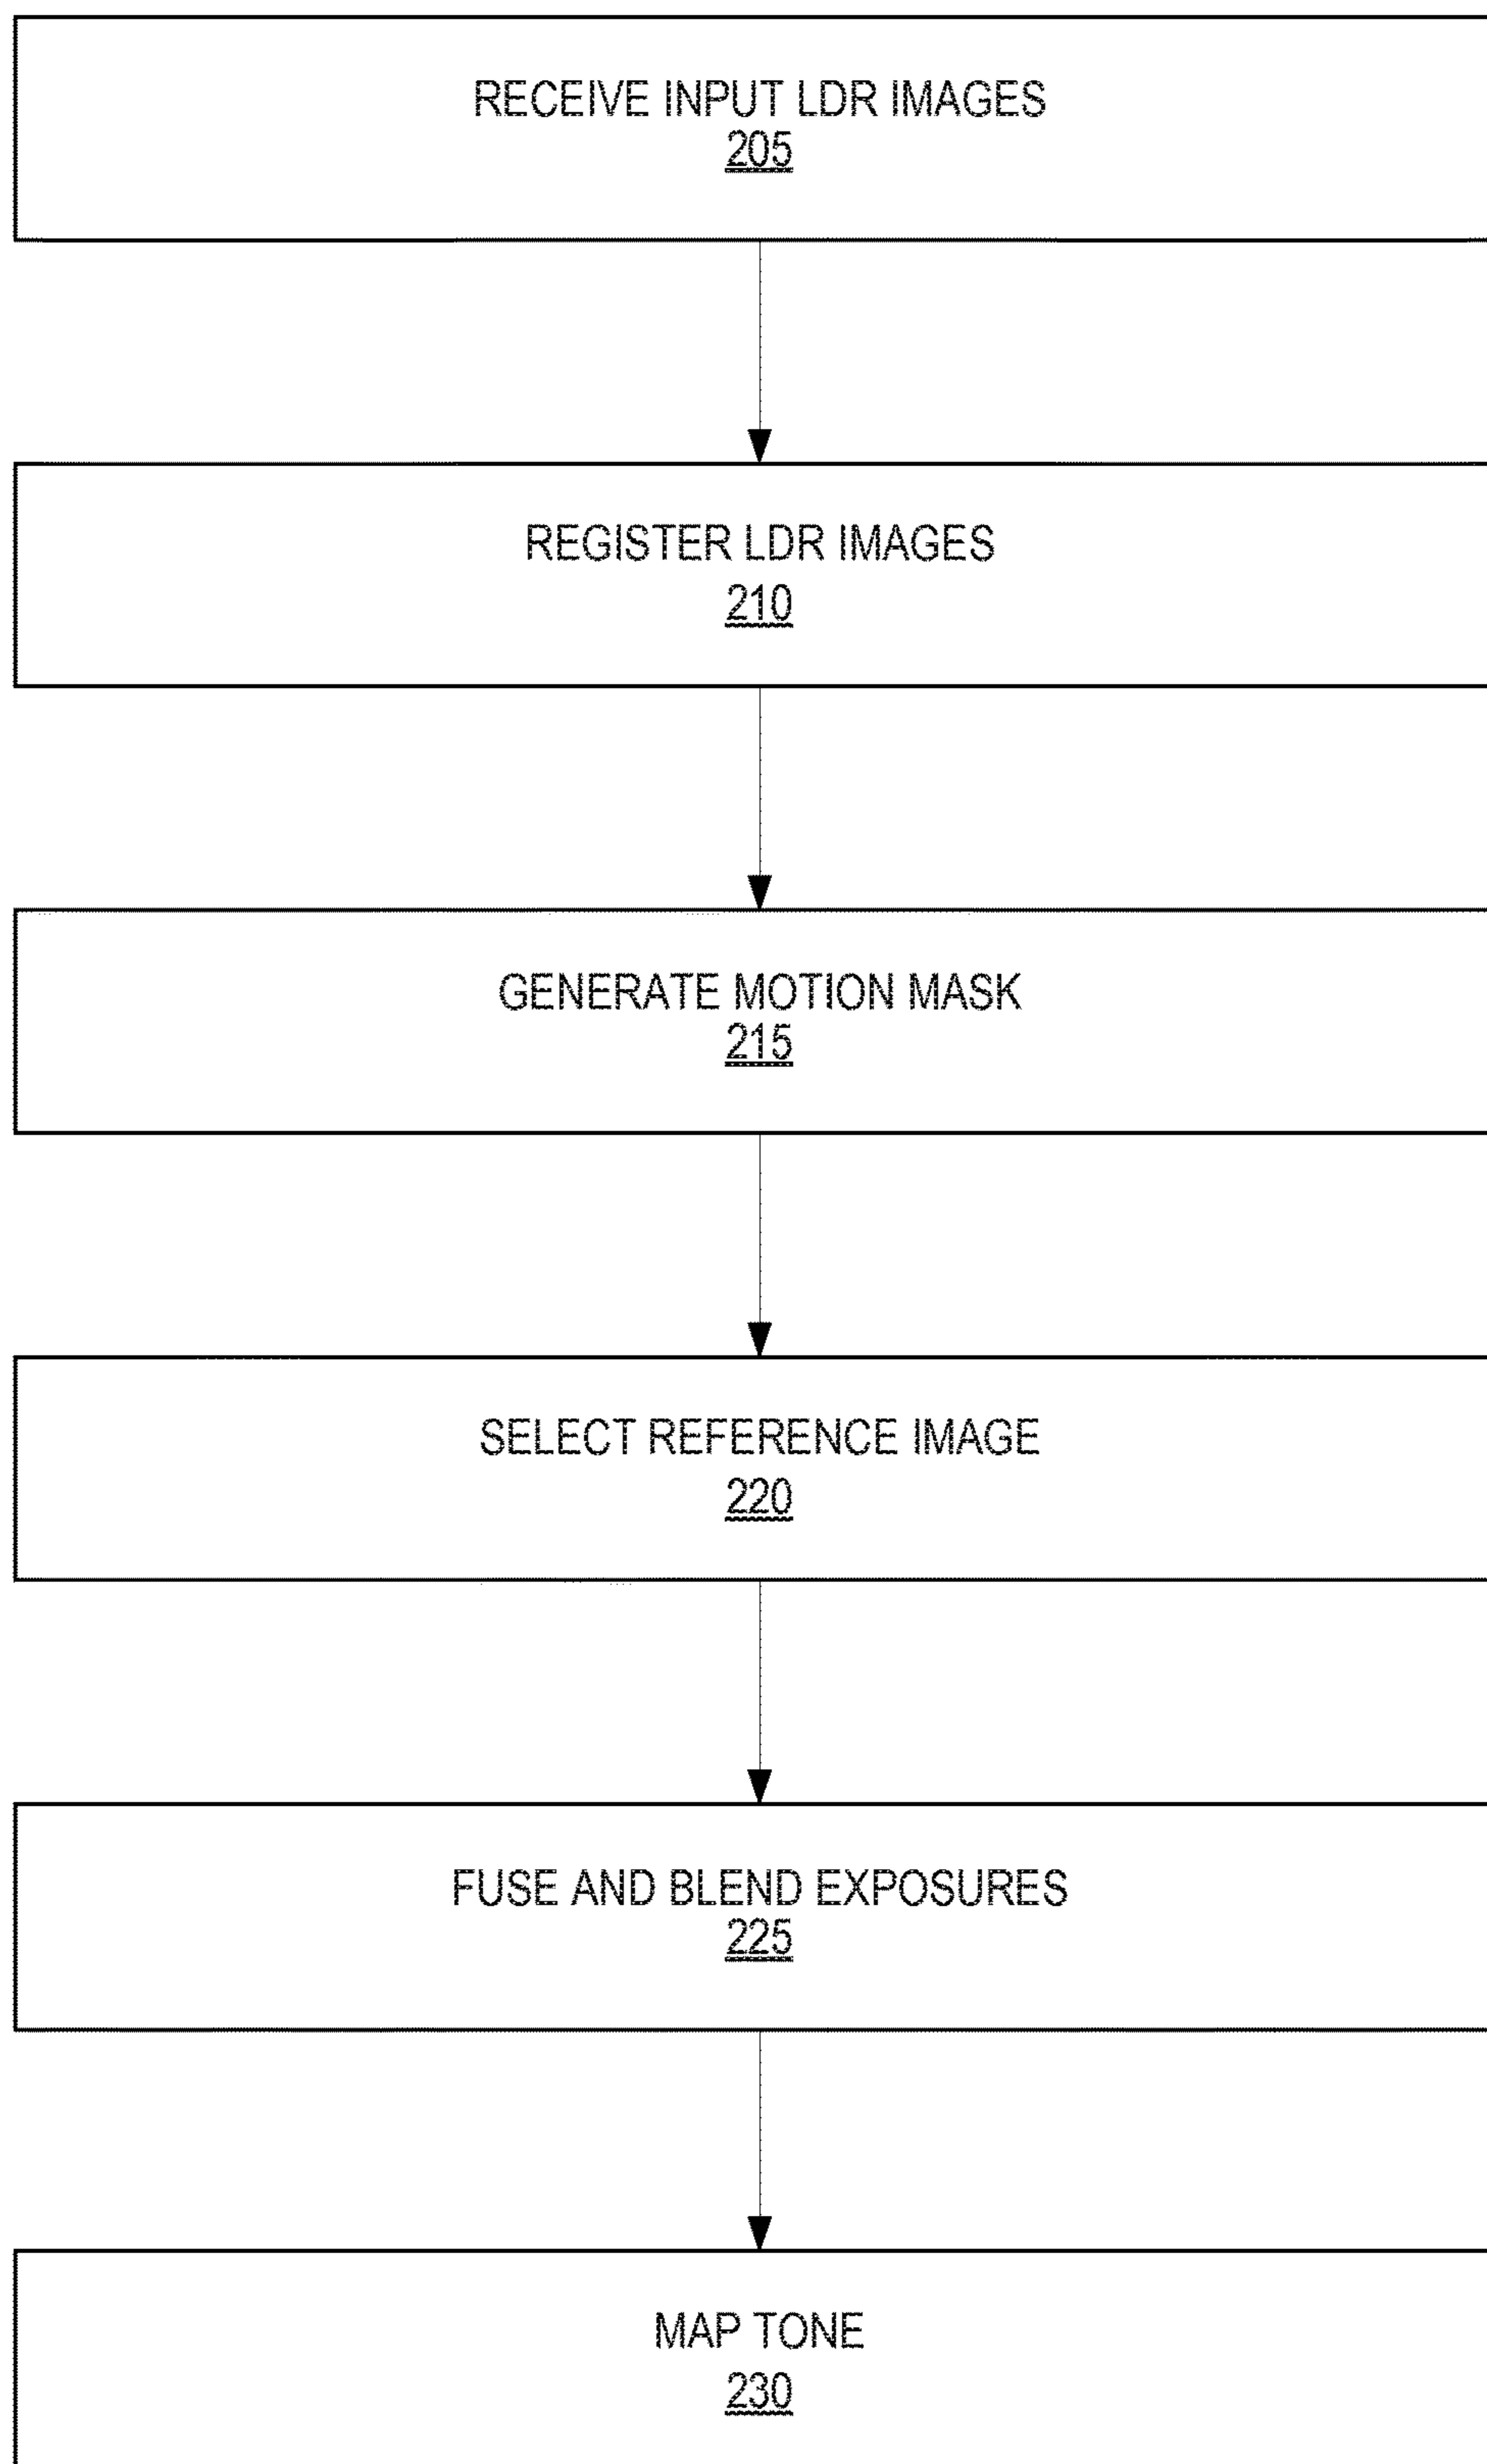 RECEIVE INPUT LDR IMAGES
205
REGISTER LDR IMAGES
210
GENERATE MOTION MASK
215
SELECT REFERENCE IMAGE
220
FUSE AND BLEND EXPOSURES
225
MAP TONE
230